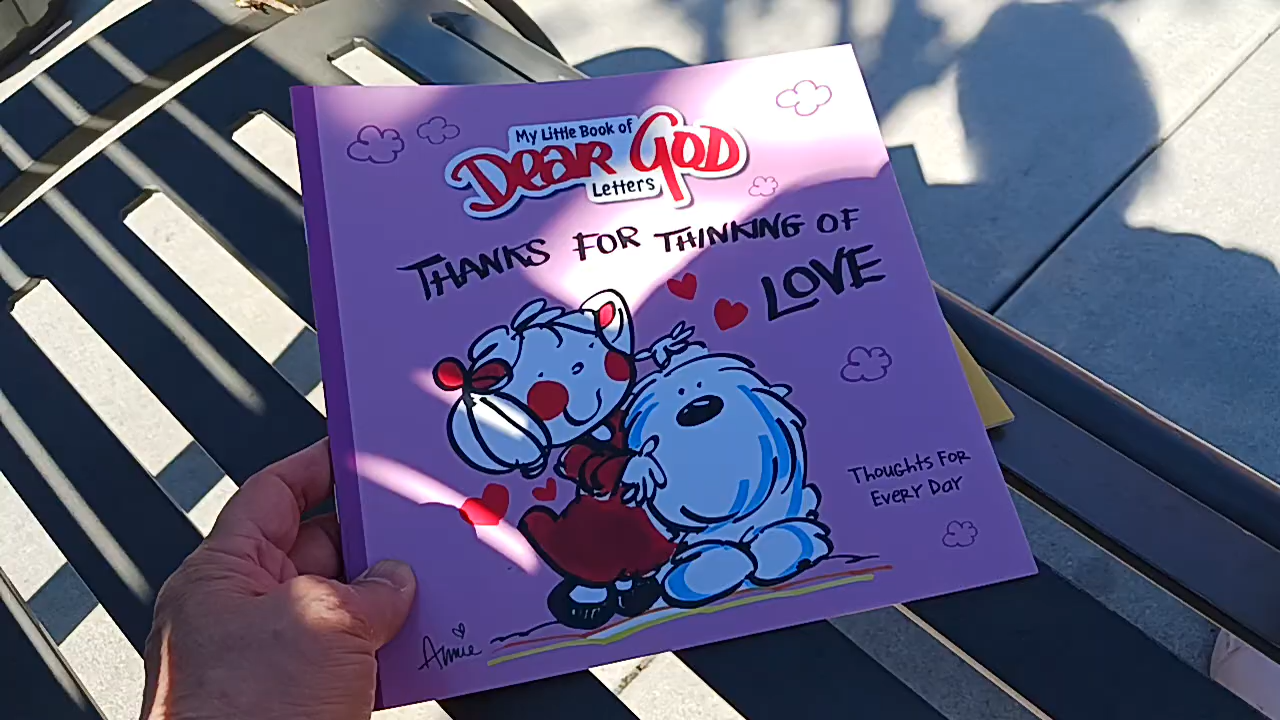 My Little Book of
Dear God
Letters
THANKS FOR THINKING OF
LOVE
Thoughts For
Every Day
Annie